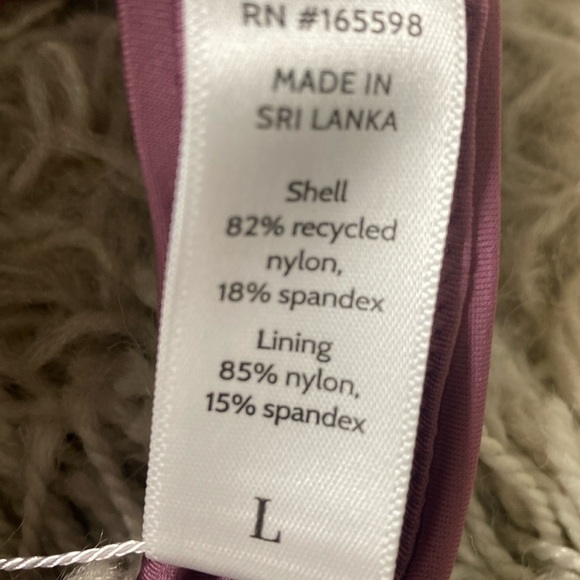 RN #165598
MADE IN
SRI LANKA
Shell
82% recycled
nylon,
18% spandex
Lining
85% nylon,
15% spandex
L